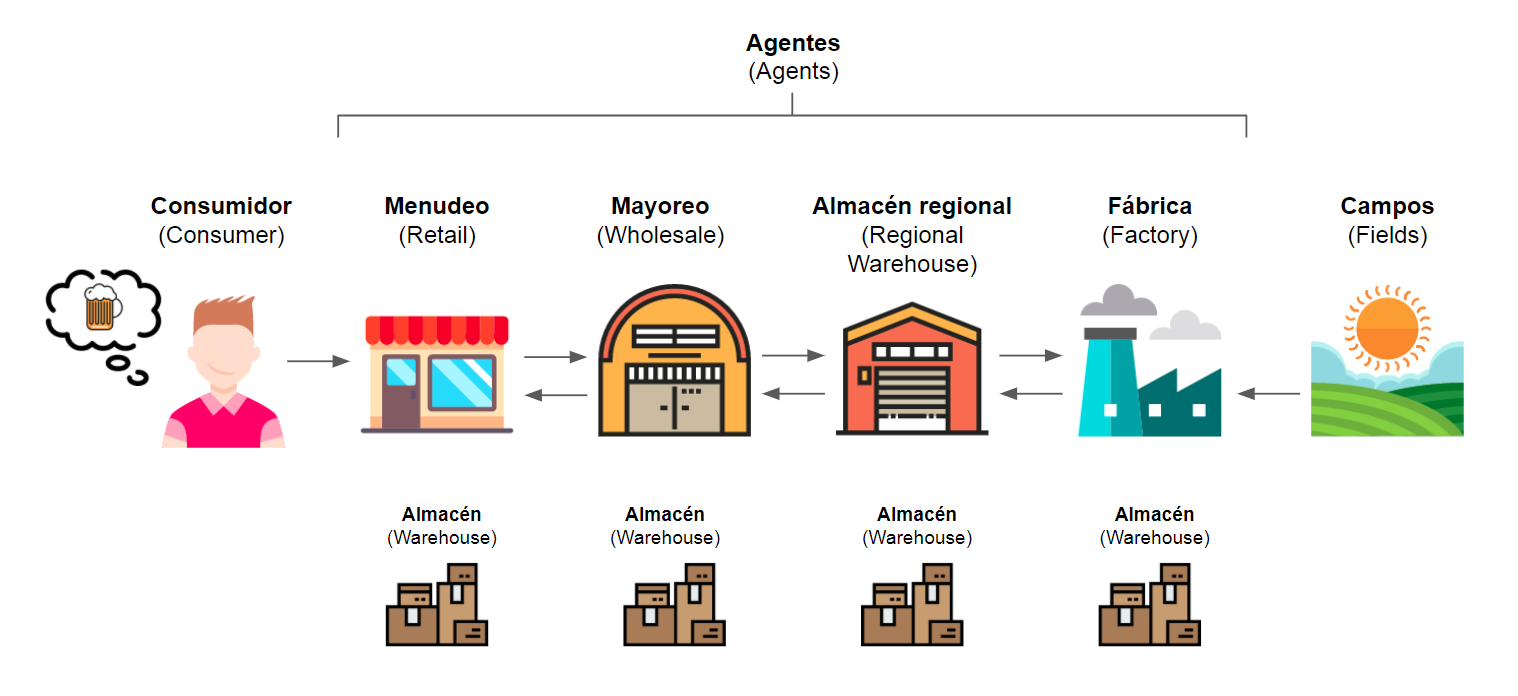 Agentes
(Agents)
Consumidor
(Consumer)
Menudeo
(Retail)
Mayoreo
(Wholesale)
Almacén regional
(Regional
Warehouse)
Fábrica
(Factory)
Campos
(Fields)
Almacén
(Warehouse)
Almacén
(Warehouse)
Almacén
(Warehouse)
Almacén
(Warehouse)